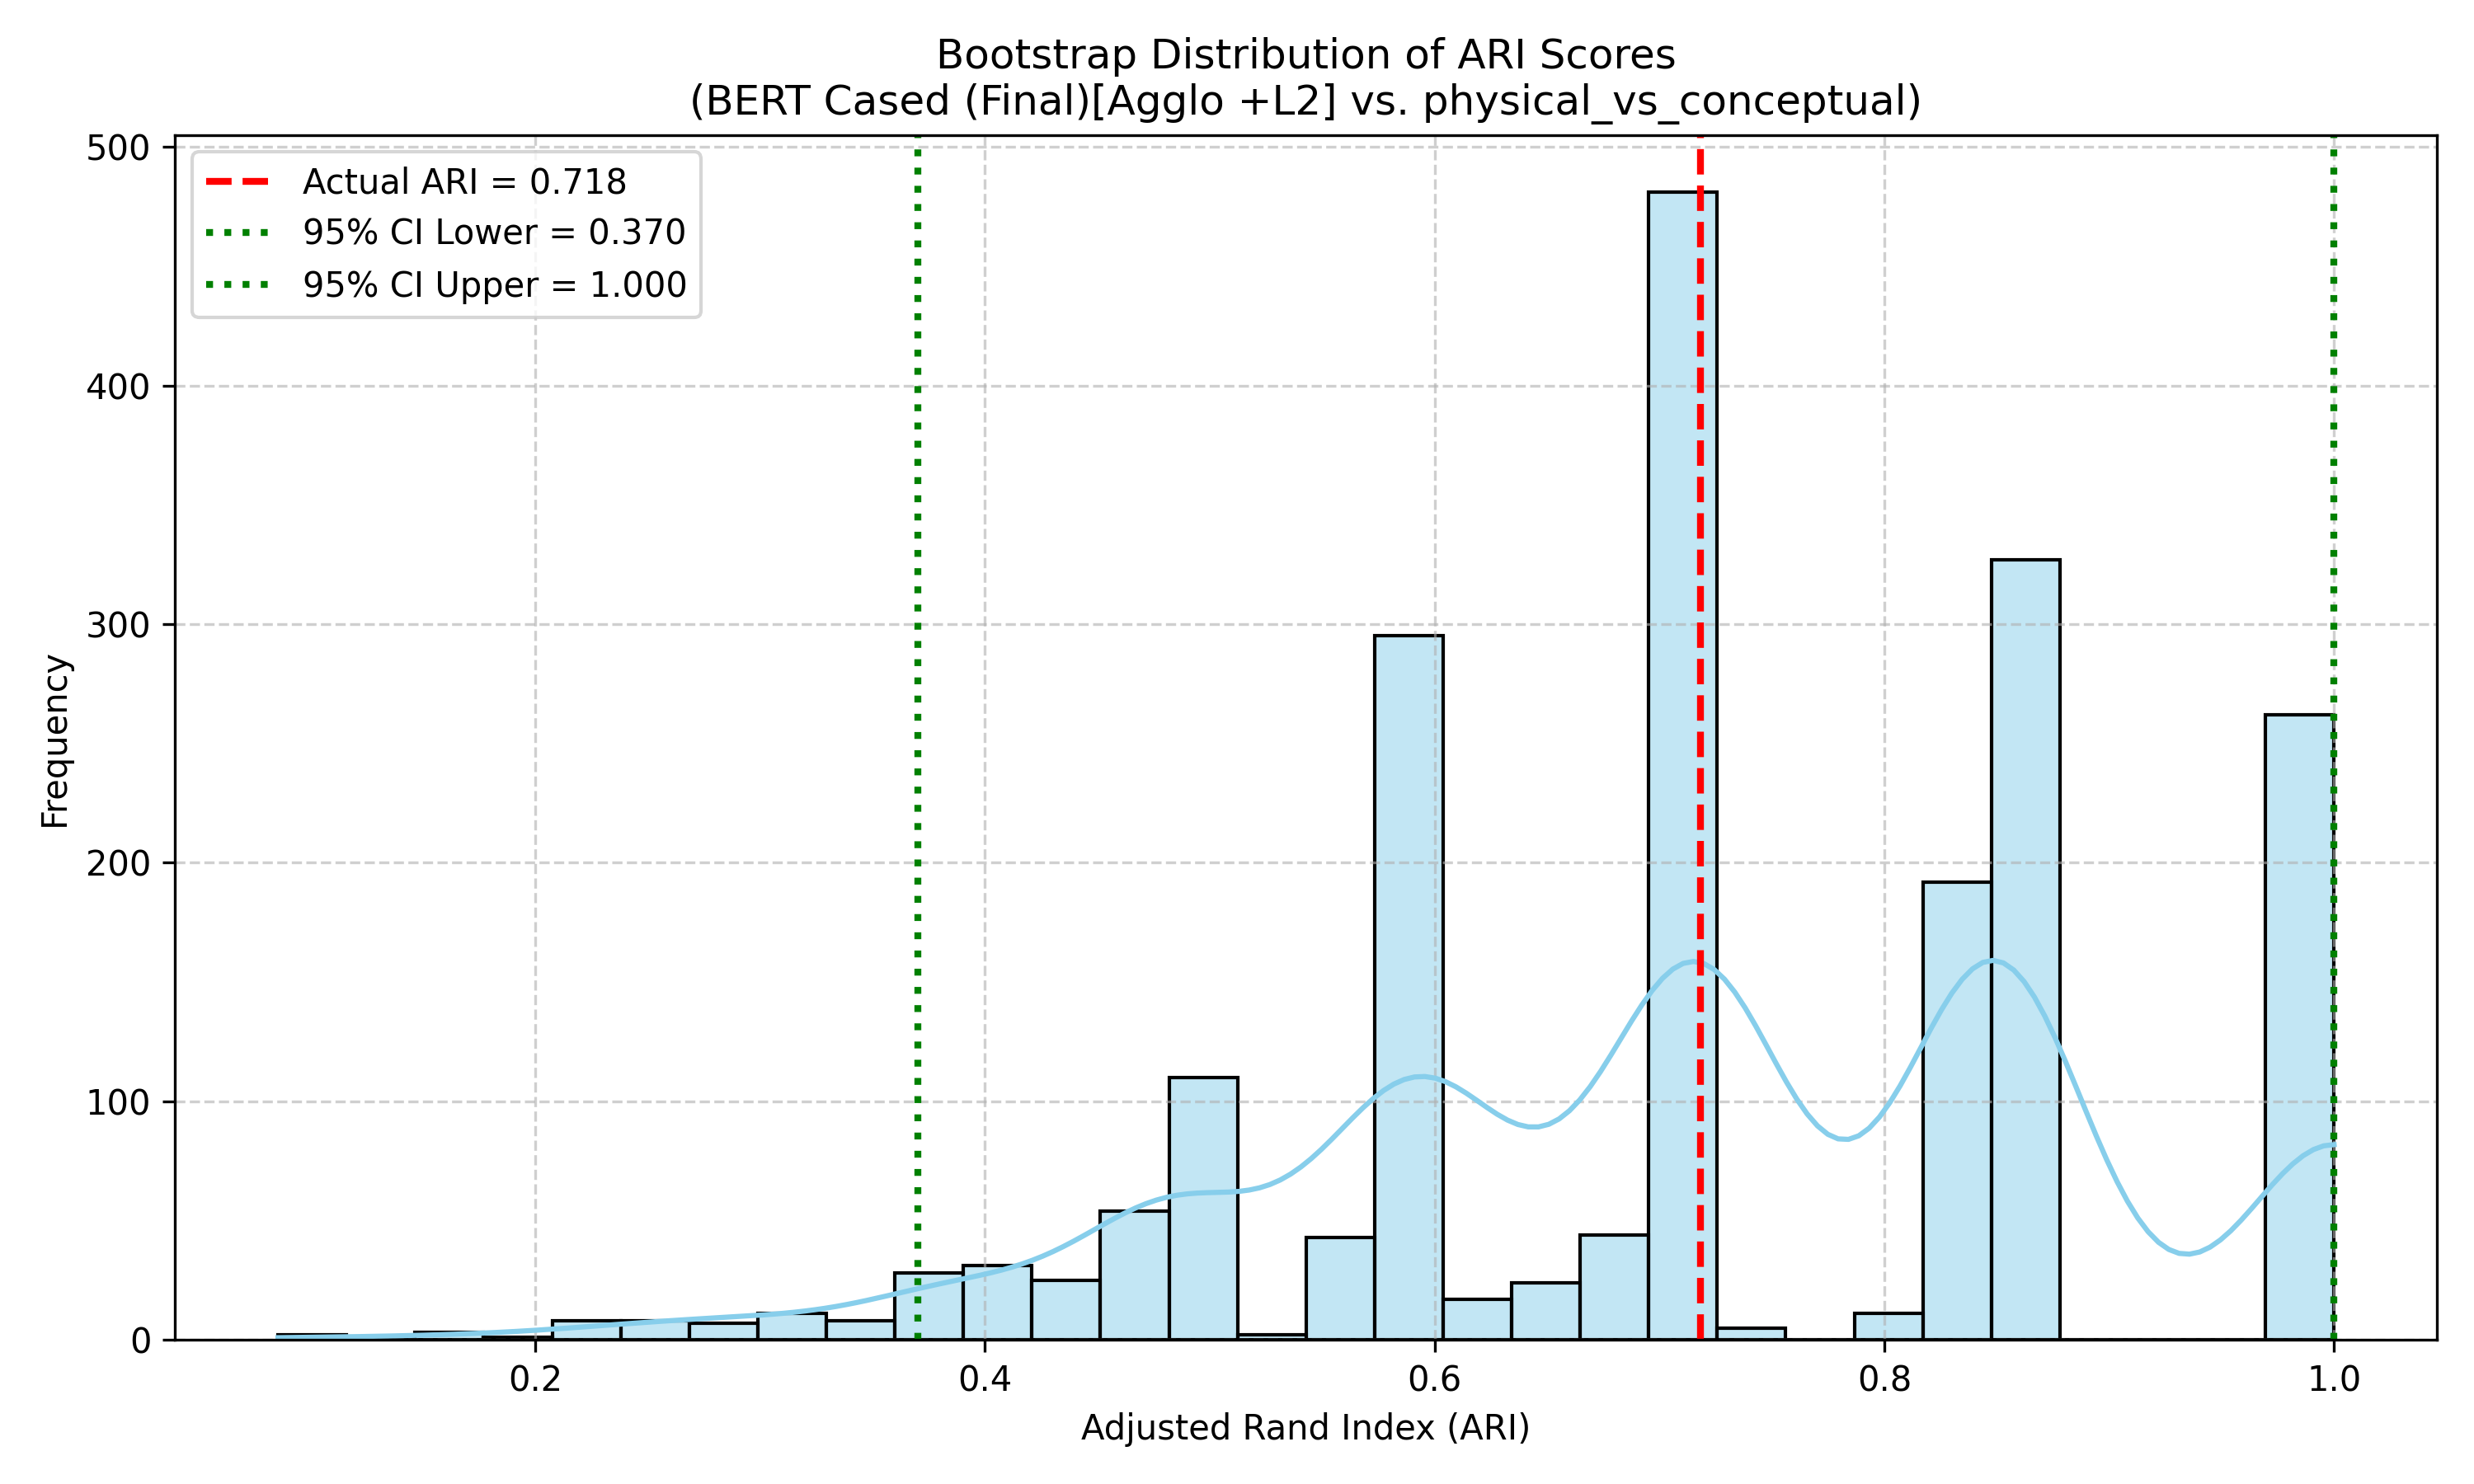 Bootstrap Distribution of ARI Scores
(BERT Cased (Final)[Agglo +L2] vs. physical_vs_conceptual)
Actual ARI = 0.718
95% CI Lower = 0.370
95% CI Upper = 1.000
Frequency
500
400
300
200
100
0
0.2
0.4
0.6
0.8
1.0
Adjusted Rand Index (ARI)